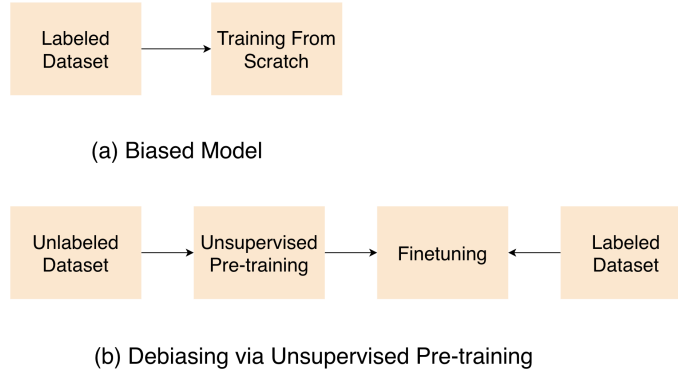 Labeled
Dataset
Training From
Scratch
(a) Biased Model
Unlabeled
Dataset
Unsupervised
Pre-training
Finetuning
Labeled
Dataset
(b) Debiasing via Unsupervised Pre-training